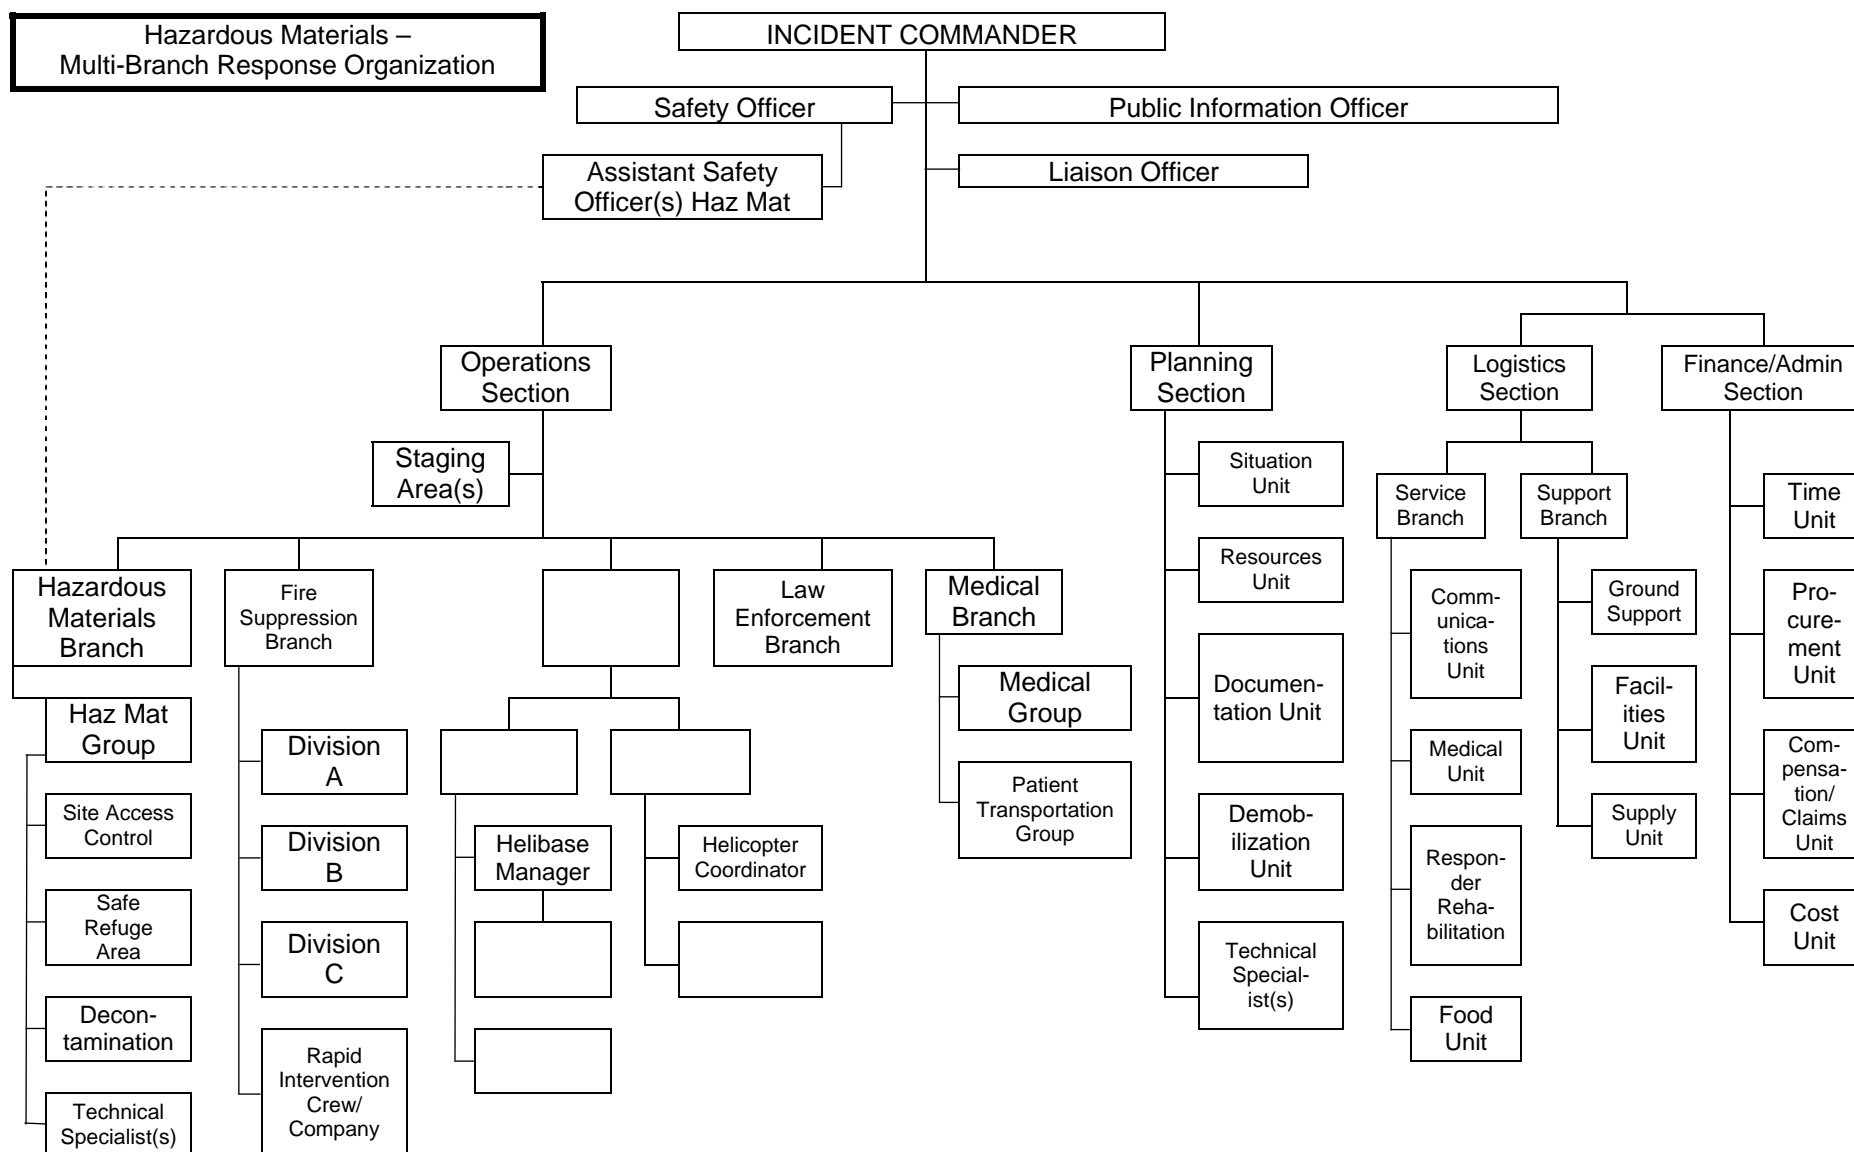 Hazardous Materials –
Multi-Branch Response Organization
INCIDENT COMMANDER
Safety Officer
Public Information Officer
Assistant Safety
Officer(s) Haz Mat
Liaison Officer
Operations
Section
Planning
Section
Logistics
Section
Finance/Admin
Section
Staging
Area(s)
Hazardous
Materials
Branch
Haz Mat
Group
Site Access
Control
Safe
Refuge
Area
Decon-
tamination
Technical
Specialist(s)
Fire
Suppression
Branch
Division
A
Division
B
Division
C
Rapid
Intervention
Crew/
Company
Helibase
Manager
Helicopter
Coordinator
Law
Enforcement
Branch
Medical
Branch
Medical
Group
Patient
Transportation
Group
Situation
Unit
Resources
Unit
Documen-
tation Unit
Demob-
ilization
Unit
Technical
Special-
ist(s)
Service
Branch
Comm-
unica-
tions
Unit
Medical
Unit
Respon-
der
Reha-
bilitation
Food
Unit
Support
Branch
Ground
Support
Facil-
ities
Unit
Supply
Unit
Time
Unit
Pro-
cure-
ment
Unit
Com-
pensa-
tion/
Claims
Unit
Cost
Unit